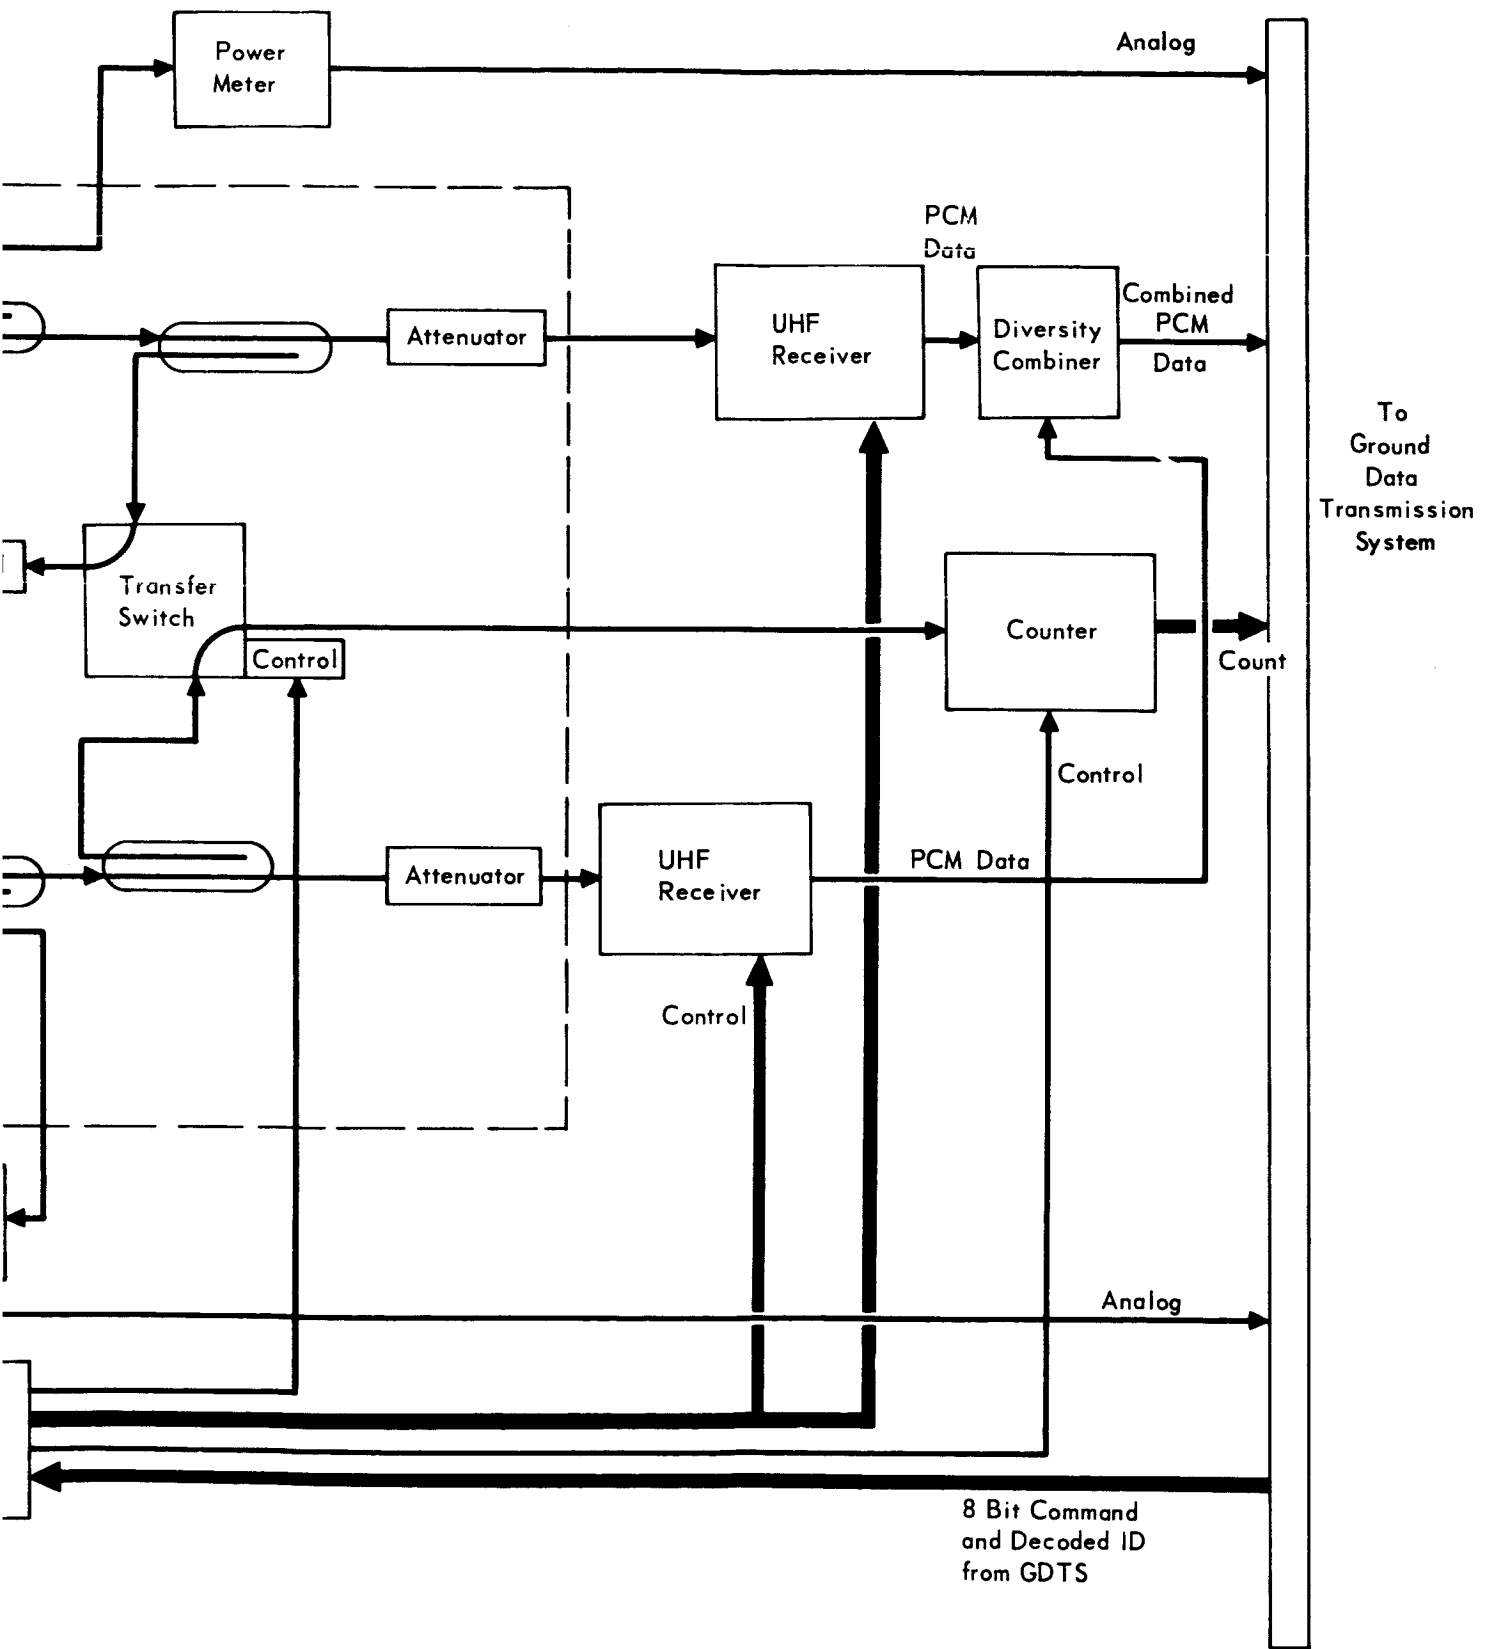 Power
Meter
Analog
PCM
Data
Attenuator
UHF
Receiver
Diversity
Combiner
Combined
PCM
Data
To
Ground
Data
Transmission
System
Transfer
Switch
Control
Counter
Count
Control
Attenuator
UHF
Receiver
PCM Data
Control
Analog
8 Bit Command
and Decoded ID
from GDTS